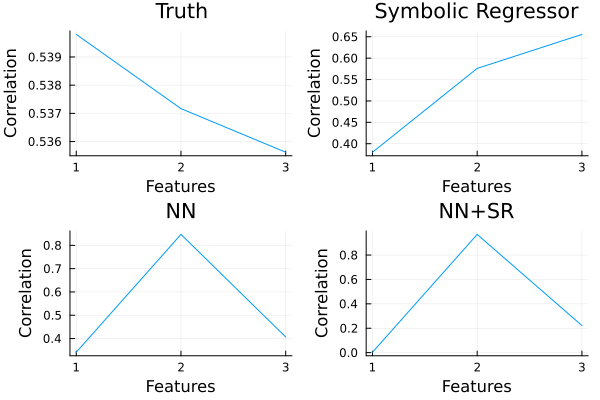 Truth
Correlation
0.539
0.538
0.537
0.536
1
2
3
Features
Symbolic Regressor
Correlation
0.65
0.60
0.55
0.50
0.45
0.40
1
2
3
Features
NN
Correlation
0.8
0.7
0.6
0.5
0.4
1
2
3
Features
NN+SR
Correlation
0.8
0.6
0.4
0.2
0.0
1
2
3
Features